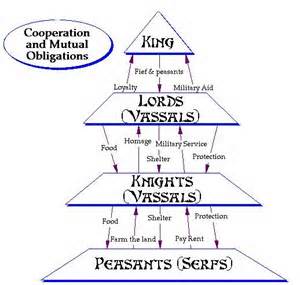 Cooperation
and Mutual
Obligations
KING
Fief & peasants
Loyalty
Military Aid
LORDS
(VASSALS)
Homage
Military Service
Food
Shelter
Protection
KNIGHTS
(VASSALS)
Food
Shelter
Protection
Farm the land
Pay Rent
PEASANTS (SERFS)